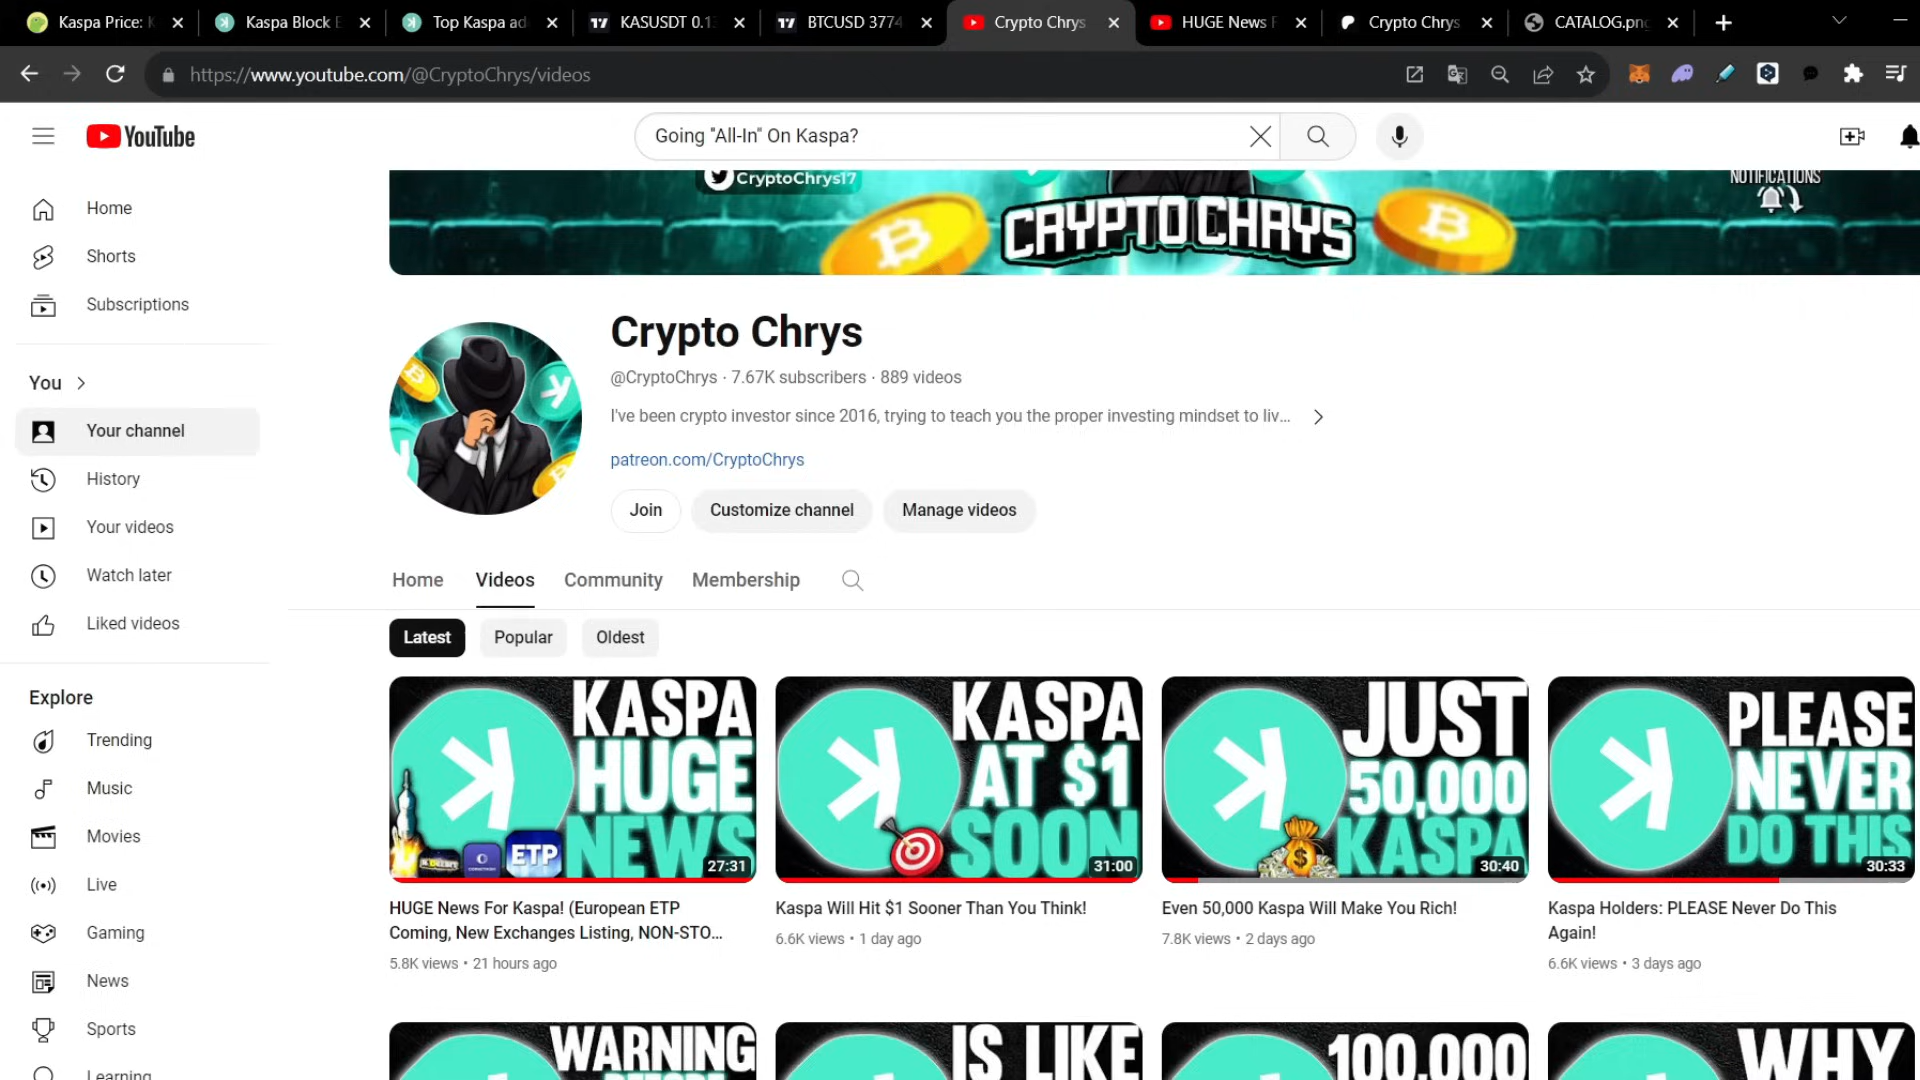 Kaspa Price:
Kaspa Block E
Top Kaspa ad
KASUSDT 0.1
BTCUSD 3774
Crypto Chrys
HUGE News F
Crypto Chrys
CATALOG.pn
https://www.youtube.com/@CryptoChrys/videos
YouTube
Going "All-In" On Kaspa?
Home
Shorts
Subscriptions
You
Your channel
History
Your videos
Watch later
Liked videos
Explore
Trending
Music
Movies
Live
Gaming
News
Sports
Learning
CryptoChrys17
NOTIFICATIONS
CRYPTO CHRYS
Crypto Chrys
@CryptoChrys · 7.67K subscribers · 889 videos
I've been crypto investor since 2016, trying to teach you the proper investing mindset to liv...
patreon.com/CryptoChrys
Join
Customize channel
Manage videos
Home
Videos
Community
Membership
Latest
Popular
Oldest
KASPA
HUGE
NEWS
ETP
27:31
HUGE News For Kaspa! (European ETP
Coming, New Exchanges Listing, NON-STO...
5.8K views • 21 hours ago
KASPA
AT $1
SOON
31:00
Kaspa Will Hit $1 Sooner Than You Think!
6.6K views • 1 day ago
JUST
50,000
KASPA
30:40
Even 50,000 Kaspa Will Make You Rich!
7.8K views • 2 days ago
PLEASE
NEVER
DO THIS
30:33
Kaspa Holders: PLEASE Never Do This
Again!
6.6K views • 3 days ago
WARNING
IS LIKE
100,000
WHY